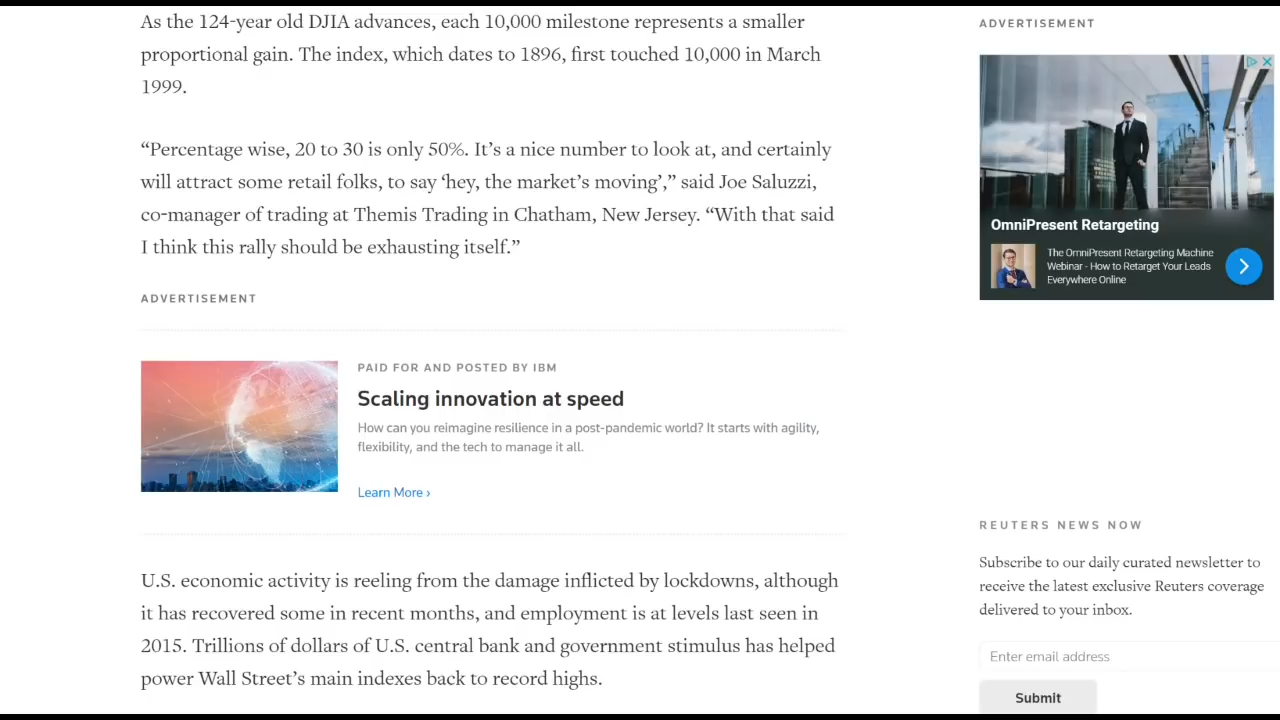 As the 124-year old DJIA advances, each 10,000 milestone represents a smaller
proportional gain. The index, which dates to 1896, first touched 10,000 in March
1999.
“Percentage wise, 20 to 30 is only 50%. It’s a nice number to look at, and certainly
will attract some retail folks, to say ‘hey, the market’s moving’,” said Joe Saluzzi,
co-manager of trading at Themis Trading in Chatham, New Jersey. “With that said
I think this rally should be exhausting itself.”
ADVERTISEMENT
PAID FOR AND POSTED BY IBM
Scaling innovation at speed
How can you reimagine resilience in a post-pandemic world? It starts with agility,
flexibility, and the tech to manage it all.
Learn More ›
U.S. economic activity is reeling from the damage inflicted by lockdowns, although
it has recovered some in recent months, and employment is at levels last seen in
2015. Trillions of dollars of U.S. central bank and government stimulus has helped
power Wall Street’s main indexes back to record highs.
ADVERTISEMENT
OmniPresent Retargeting
The OmniPresent Retargeting Machine
Webinar - How to Retarget Your Leads
Everywhere Online
REUTERS NEWS NOW
Subscribe to our daily curated newsletter to
receive the latest exclusive Reuters coverage
delivered to your inbox.
Enter email address
Submit